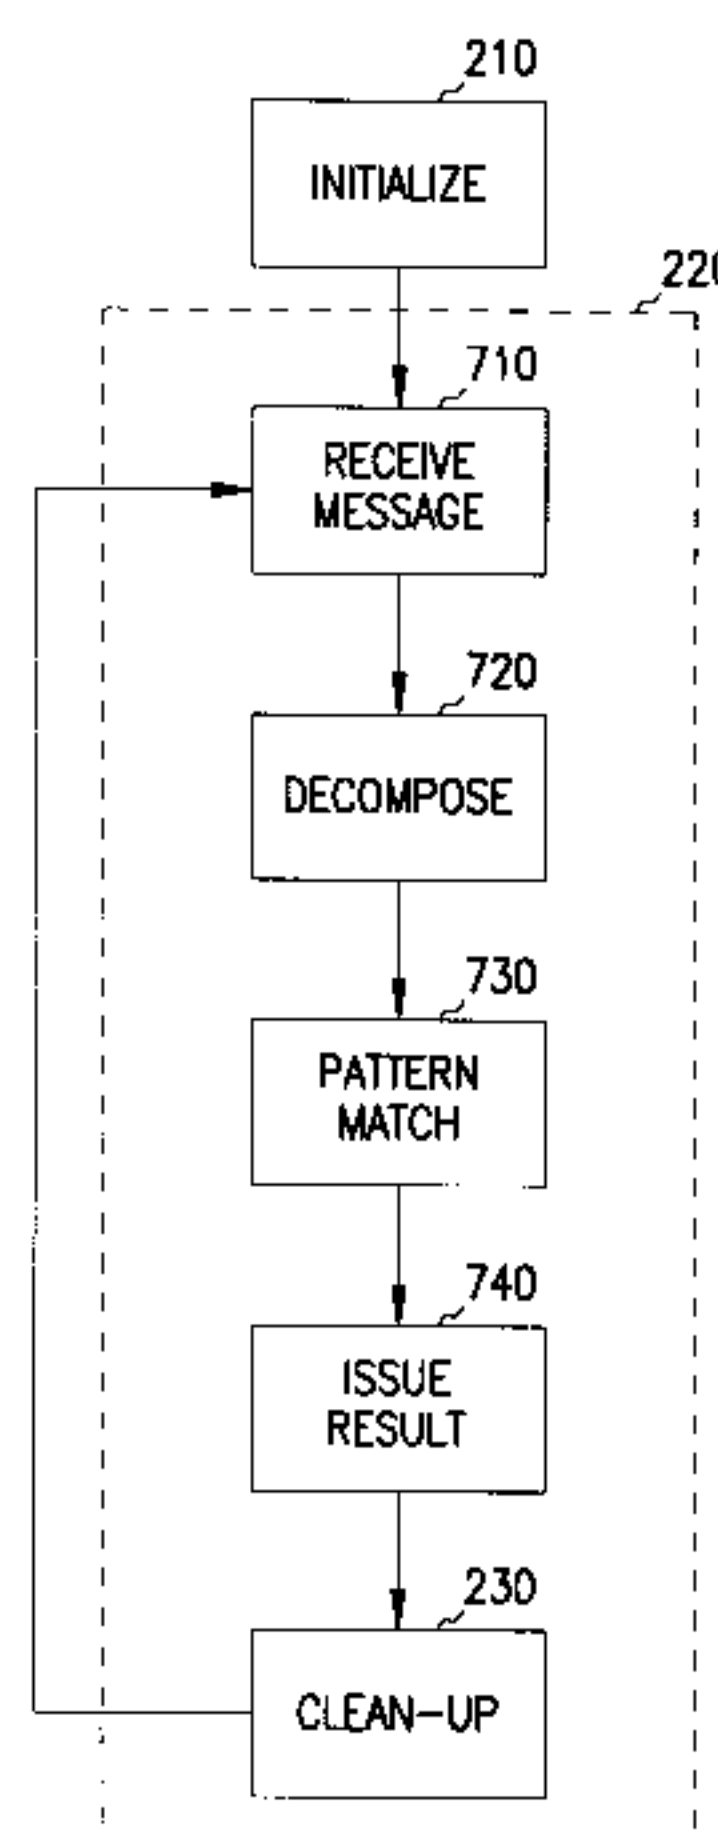 210
INITIALIZE
220
710
RECEIVE
MESSAGE
720
DECOMPOSE
730
PATTERN
MATCH
740
ISSUE
RESULT
230
CLEAN-UP